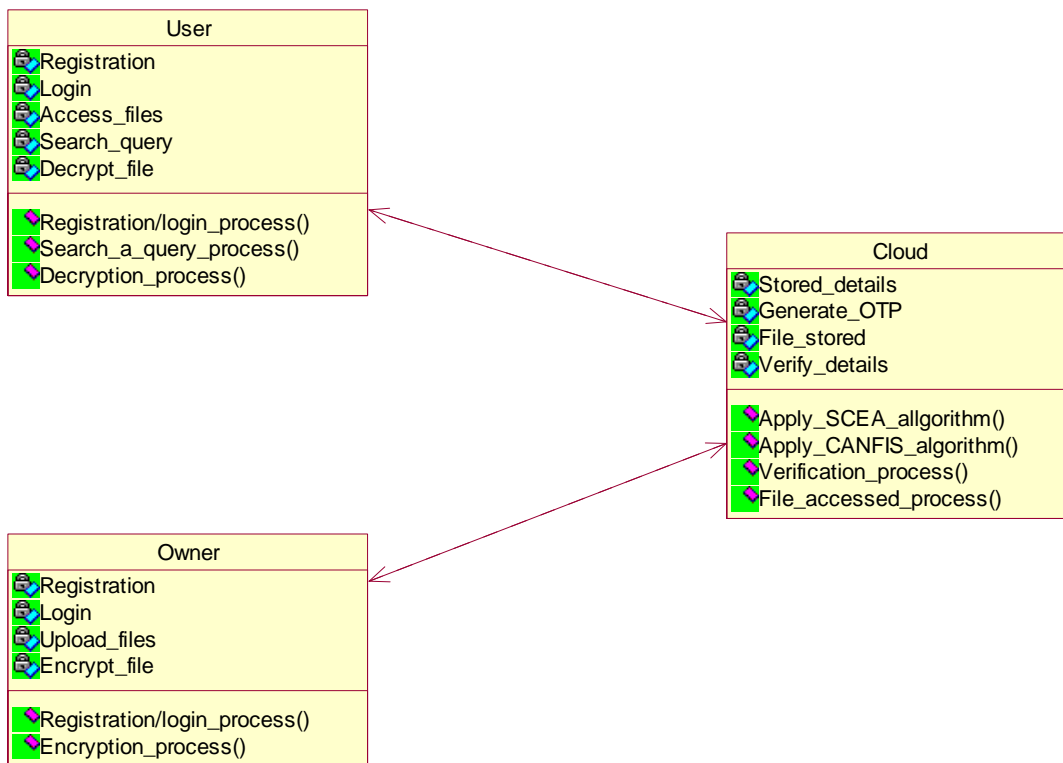 User
Registration
Login
Access_files
Search_query
Decrypt_file
Registration/login_process()
Search_a_query_process()
Decryption_process()
Cloud
Stored_details
Generate_OTP
File_stored
Verify_details
Apply_SCEA_allgorithm()
Apply_CANFIS_algorithm()
Verification_process()
File_accessed_process()
Owner
Registration
Login
Upload_files
Encrypt_file
Registration/login_process()
Encryption_process()